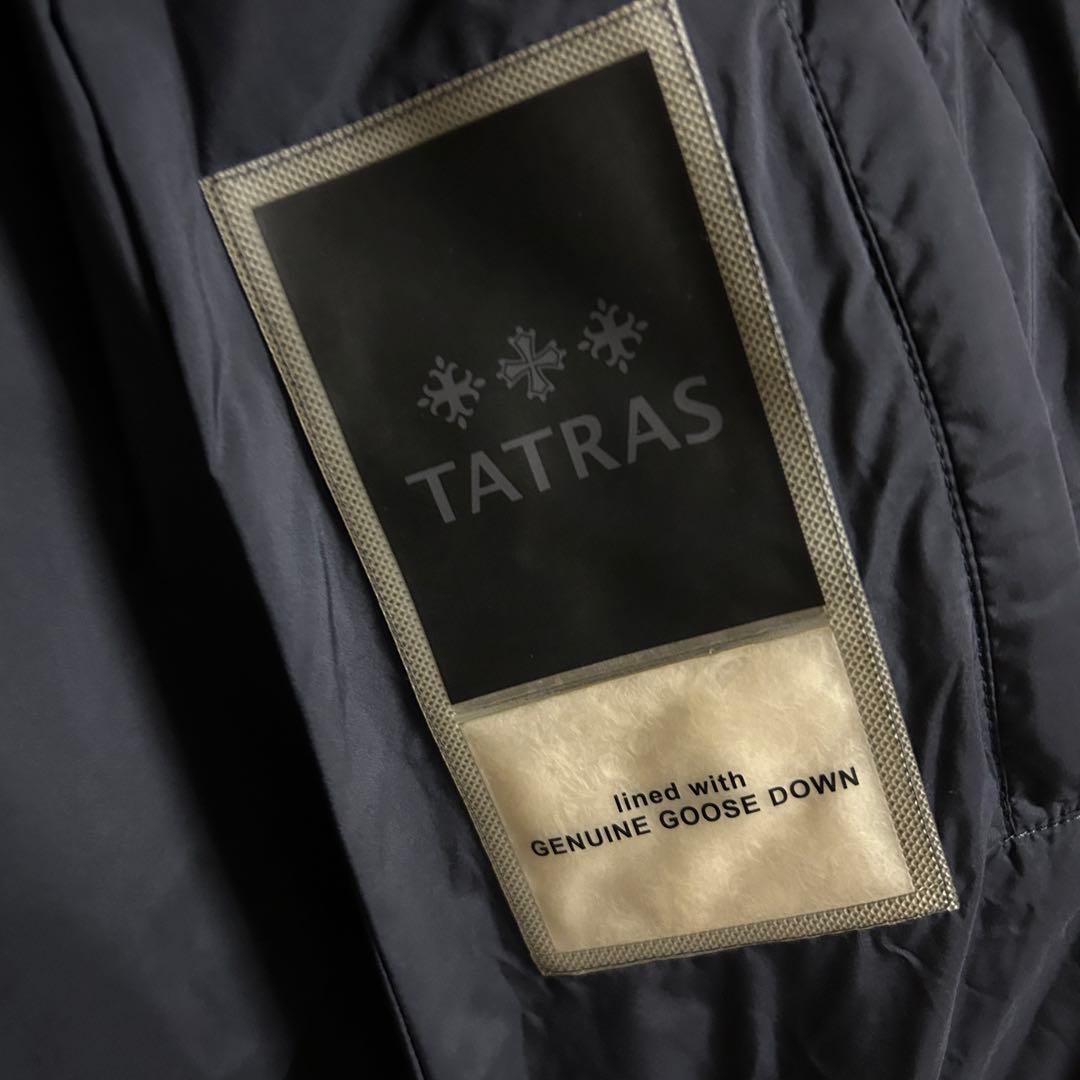 TATRAS
lined with
GENUINE GOOSE DOWN